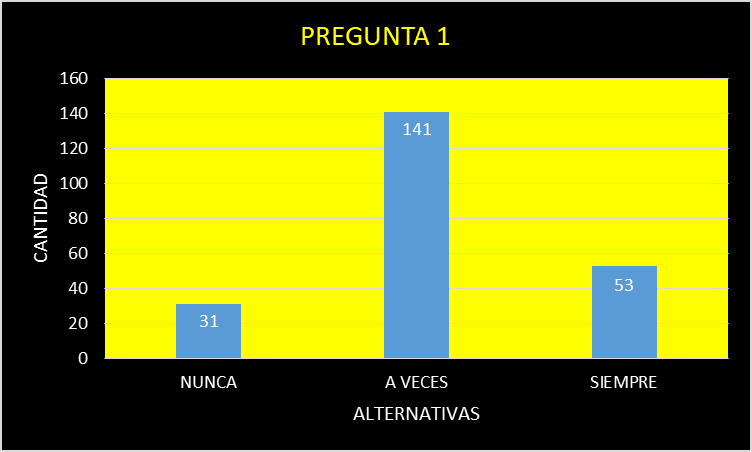 PREGUNTA 1
160
140
120
100
80
60
40
20
0
CANTIDAD
31
141
53
NUNCA
A VECES
SIEMPRE
ALTERNATIVAS